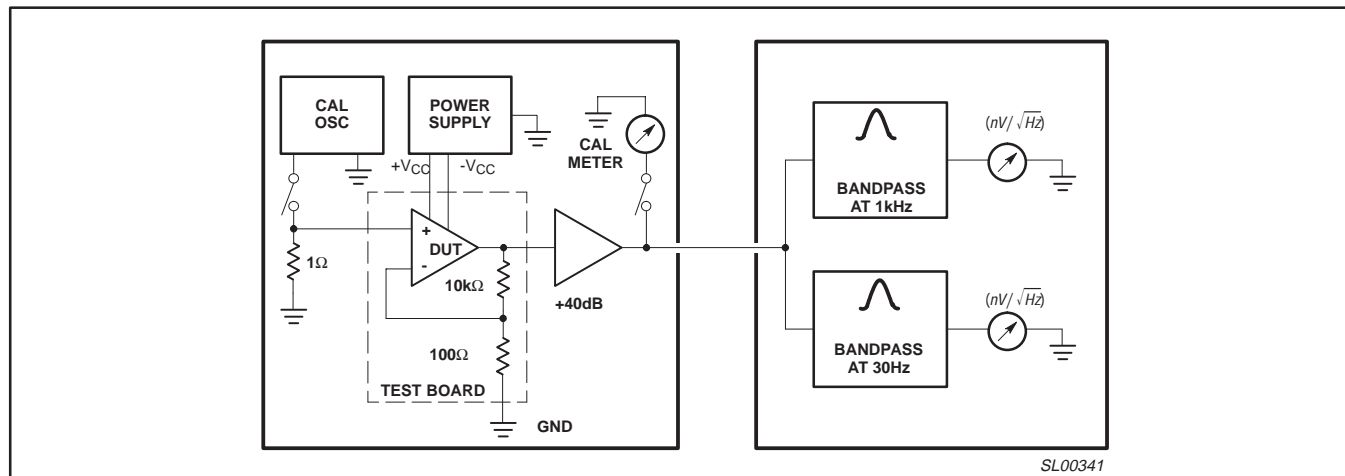 CAL
OSC
POWER
SUPPLY
CAL
METER
+VCC
-VCC
+
DUT
-
1Ω
10kΩ
+40dB
100Ω
TEST BOARD
GND
(nV/√Hz)
BANDPASS
AT 1kHz
(nV/√Hz)
BANDPASS
AT 30Hz
SL00341